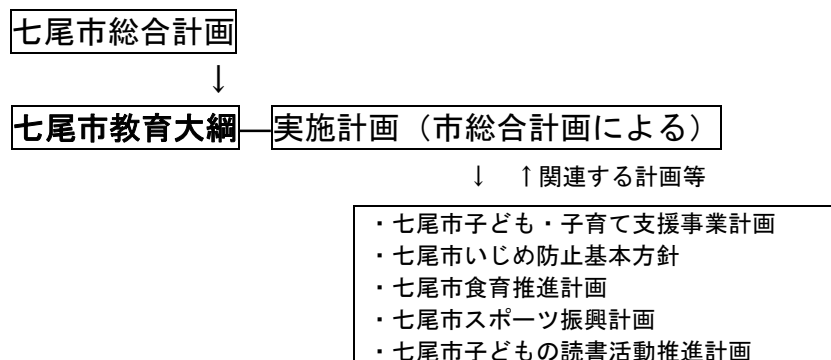 七尾市総合計画
↓
七尾市教育大綱―実施計画(市総合計画による)
↓ ↑関連する計画等
・七尾市子ども・子育て支援事業計画
・七尾市いじめ防止基本方針
・七尾市食育推進計画
・七尾市スポーツ振興計画
・七尾市子どもの読書活動推進計画